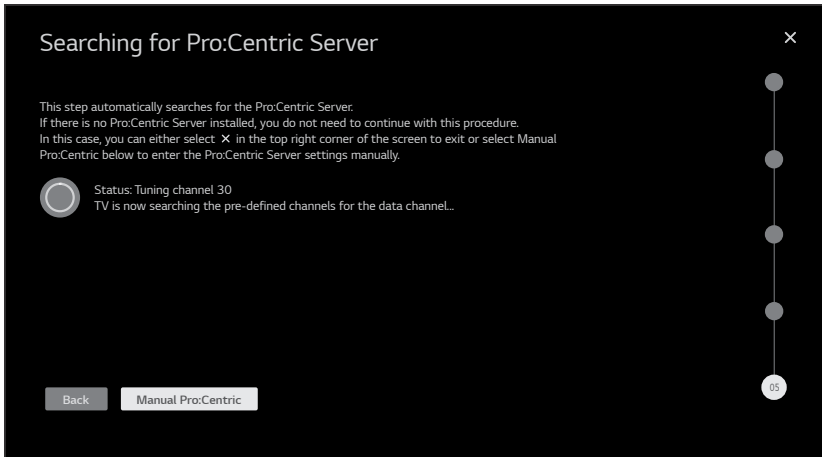 Searching for Pro:Centric Server
This step automatically searches for the Pro:Centric Server.
If there is no Pro:Centric Server installed, you do not need to continue with this procedure.
In this case, you can either select ✕ in the top right corner of the screen to exit or select Manual
Pro:Centric below to enter the Pro:Centric Server settings manually.
Status: Tuning channel 30
TV is now searching the pre-defined channels for the data channel...
05
Back
Manual Pro:Centric